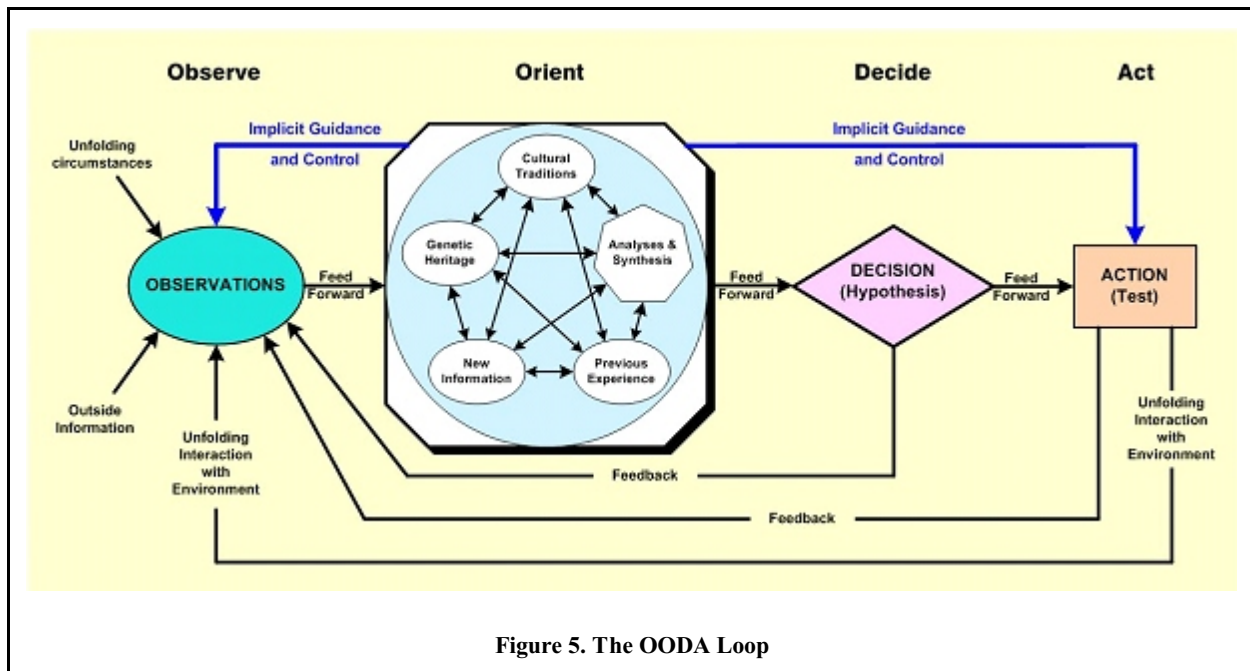 Observe
Orient
Decide
Act
Implicit Guidance
and Control
Implicit Guidance
and Control
Unfolding
circumstances
Cultural
Traditions
Genetic
Heritage
Analyses &
Synthesis
New
Information
Previous
Experience
OBSERVATIONS
Feed
Forward
Feed
Forward
DECISION
(Hypothesis)
Feed
Forward
ACTION
(Test)
Outside
Information
Unfolding
Interaction
with
Environment
Unfolding
Interaction
with
Environment
Feedback
Feedback
Figure 5. The OODA Loop